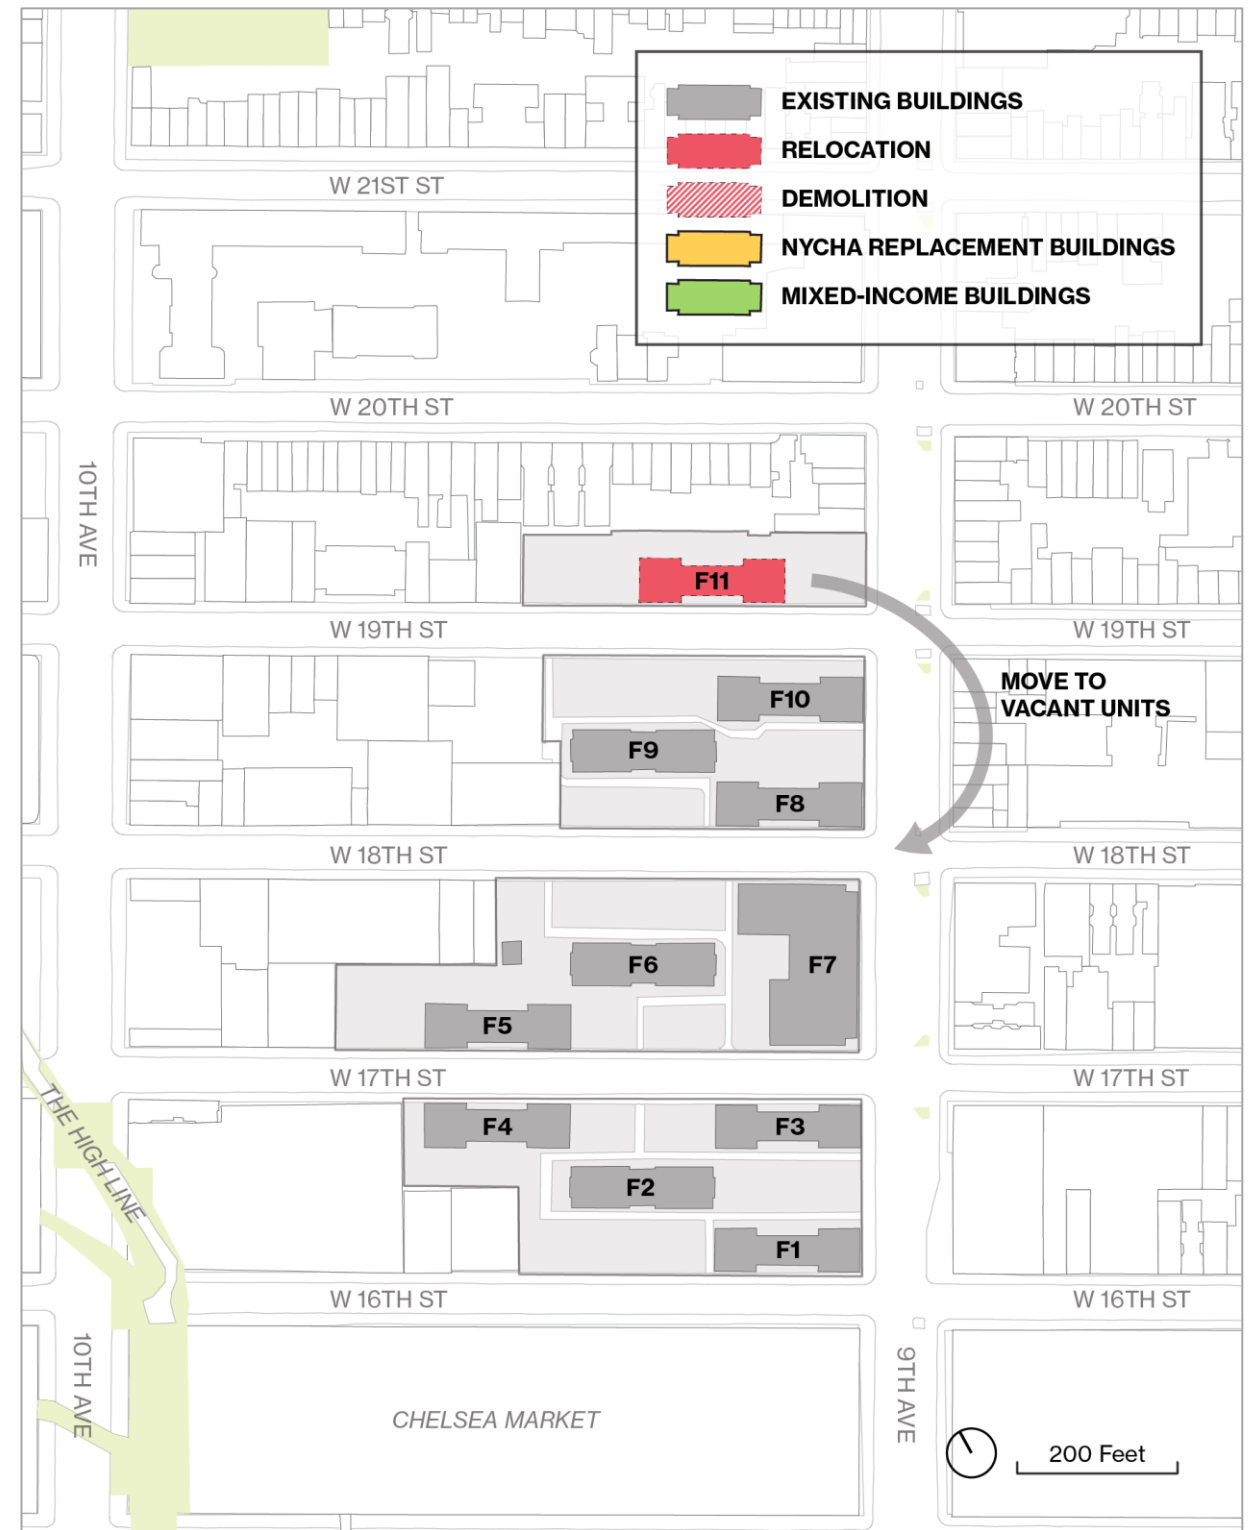 EXISTING BUILDINGS
RELOCATION
DEMOLITION
NYCHA REPLACEMENT BUILDINGS
MIXED-INCOME BUILDINGS
W 21ST ST
W 20TH ST
W 20TH ST
10TH AVE
F11
W 19TH ST
W 19TH ST
MOVE TO
VACANT UNITS
F10
F9
F8
W 18TH ST
W 18TH ST
F6
F7
F5
W 17TH ST
W 17TH ST
THE HIGH LINE
F4
F3
F2
F1
W 16TH ST
W 16TH ST
10TH AVE
9TH AVE
CHELSEA MARKET
200 Feet